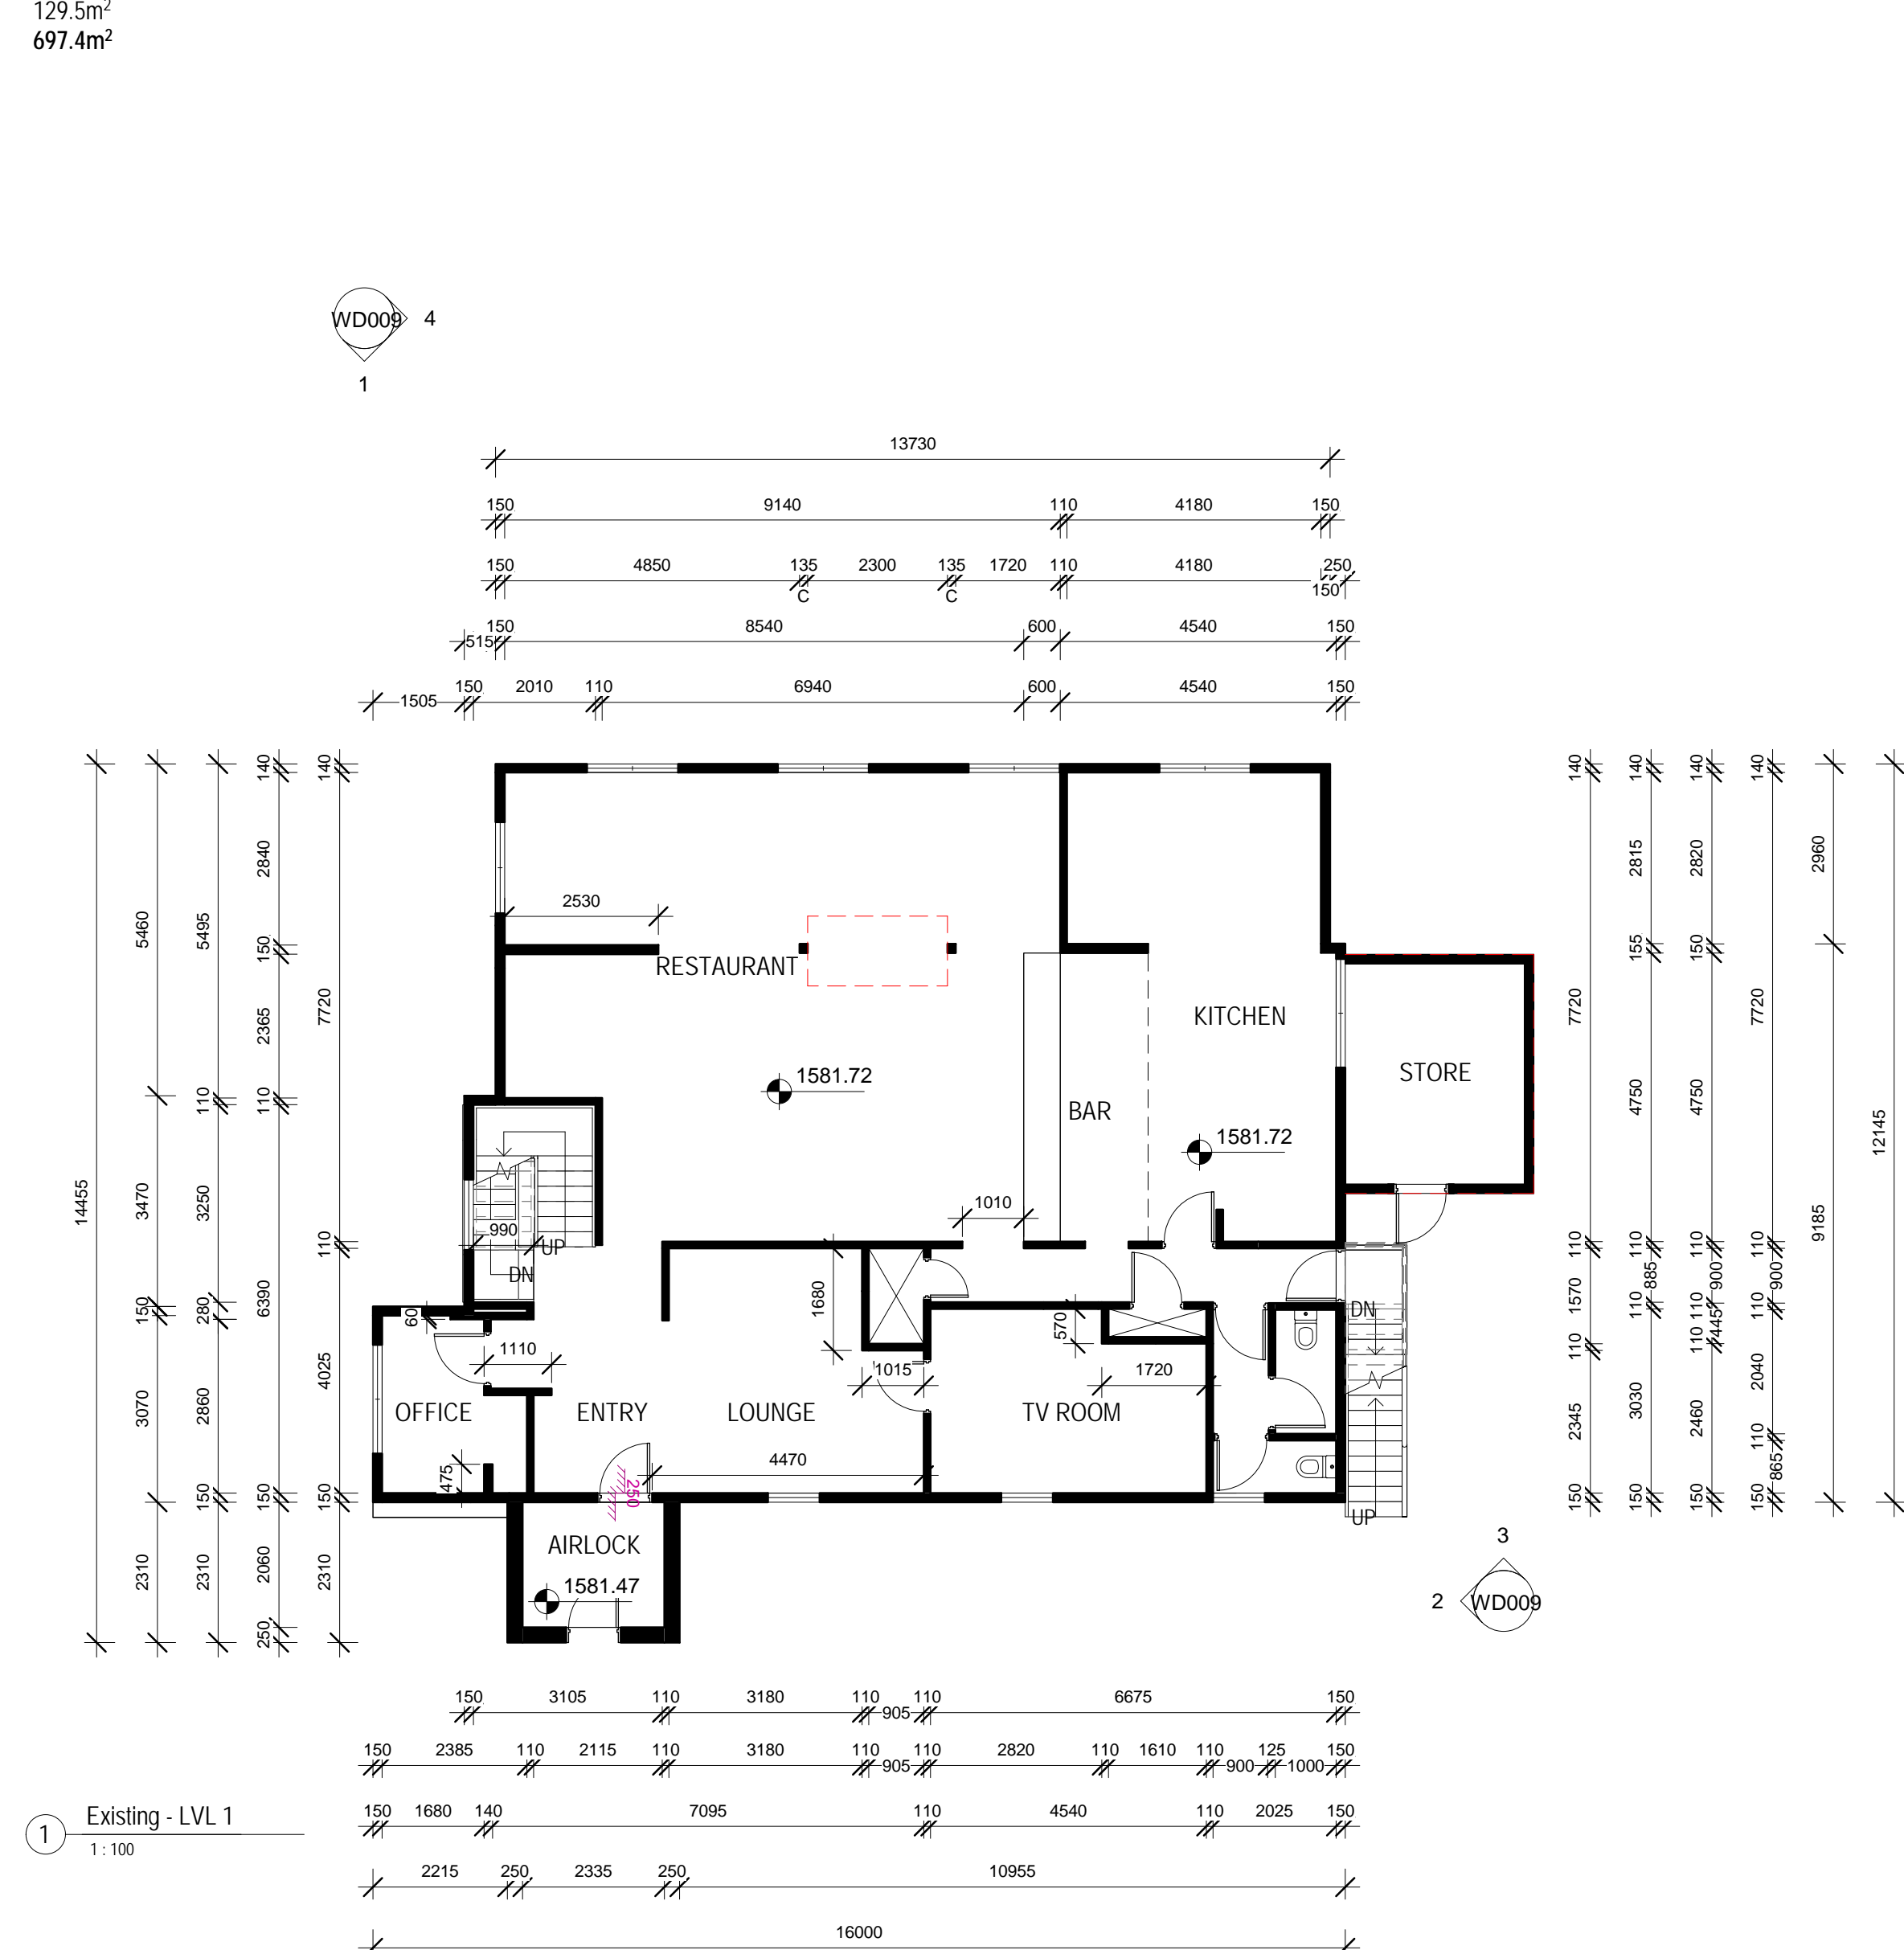 129.5m²
697.4m²
WD009
4
1
13730
150 9140 110 4180 150
150 4850 135 2300 135 1720 110 4180 250
C C 150
150 8540 600 4540 150
515
150 2010 110 6940 600 4540 150
1505
14455
5460 3470 150 3070 2310
5495 110 3250 280 2860 150 2310
140 2840 150 2365 110 6390 150 2060 250
140 7720 110 4025 150 2310
2530
RESTAURANT
KITCHEN
STORE
1581.72
BAR
1581.72
1010
990
UP
DN
60
1680
570
DN
1110
1015
1720
OFFICE
ENTRY
LOUNGE
TV ROOM
4470
475
250
AIRLOCK
1581.47
UP
140 7720 110 1570 110 2345 150
140 2815 155 4750 110 885 110 3030 150
140 2820 150 4750 110 900 110 445 110 2460 150
140 7720 110 900 110 2040 110 865 150
2960 9185
12145
3
2
WD009
150 3105 110 3180 110 905 110 6675 150
150 2385 110 2115 110 3180 110 905 110 2820 110 1610 110 900 125 1000 150
150 1680 140 7095 110 4540 110 2025 150
2215 250 2335 250 10955
16000
1
Existing - LVL 1
1 : 100